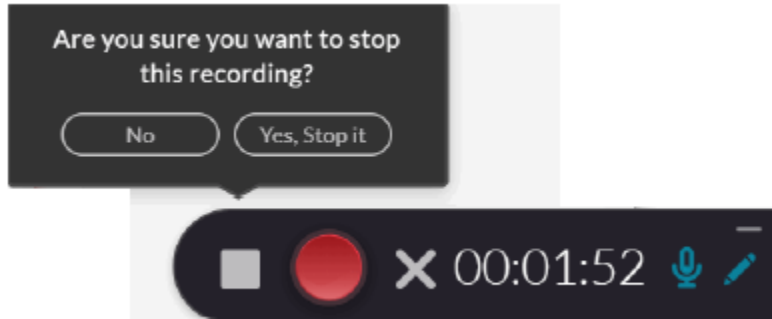 Are you sure you want to stop
this recording?
No Yes, Stop it
00:01:52